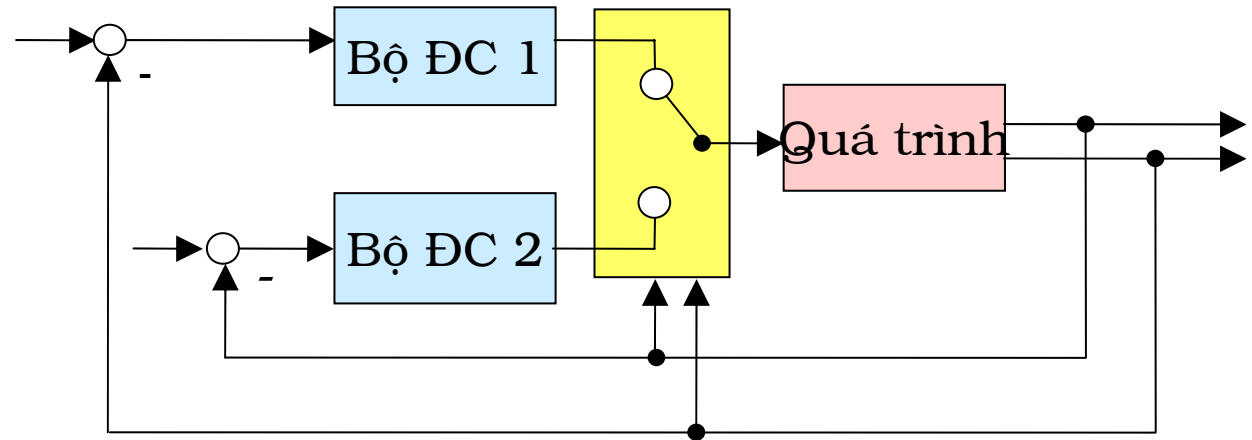 Bộ ĐC 1
-
Quá trình
Bộ ĐC 2
-